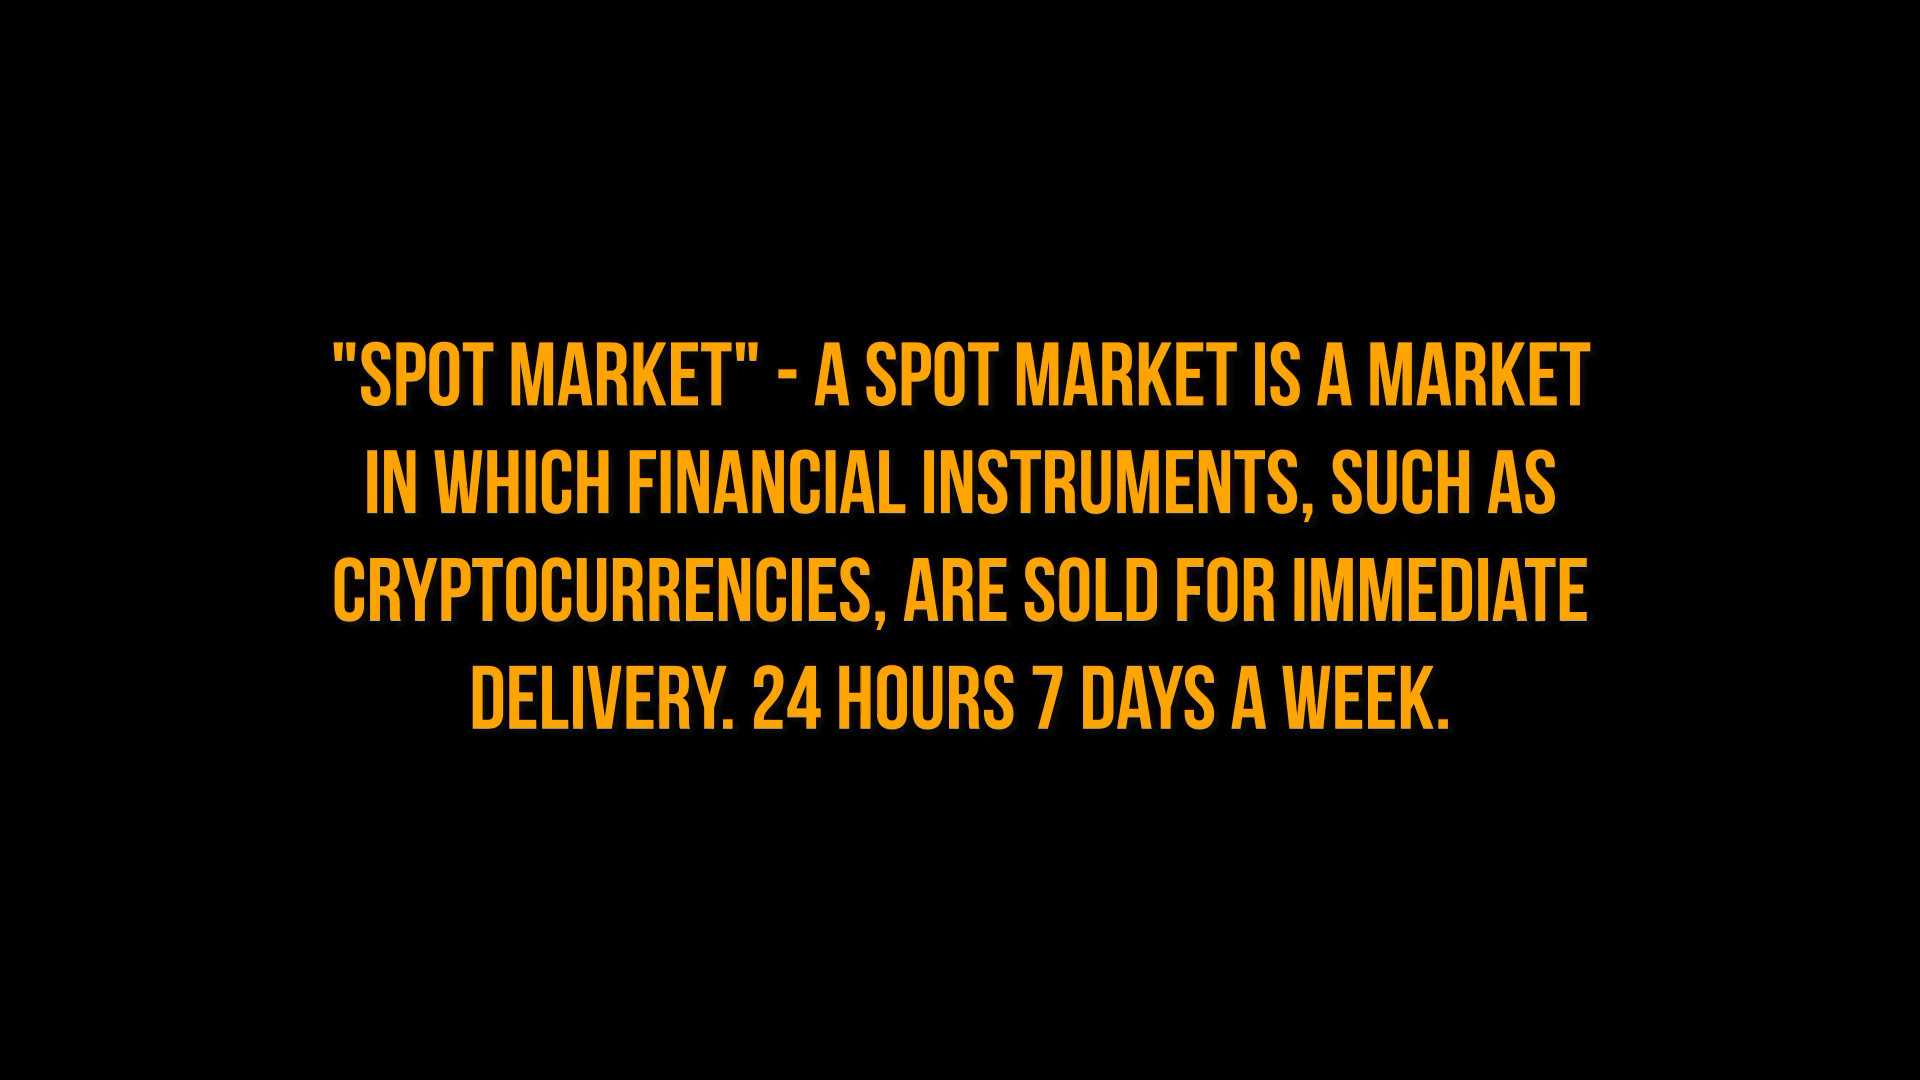 "SPOT MARKET" - A SPOT MARKET IS A MARKET
IN WHICH FINANCIAL INSTRUMENTS, SUCH AS
CRYPTOCURRENCIES, ARE SOLD FOR IMMEDIATE
DELIVERY. 24 HOURS 7 DAYS A WEEK.